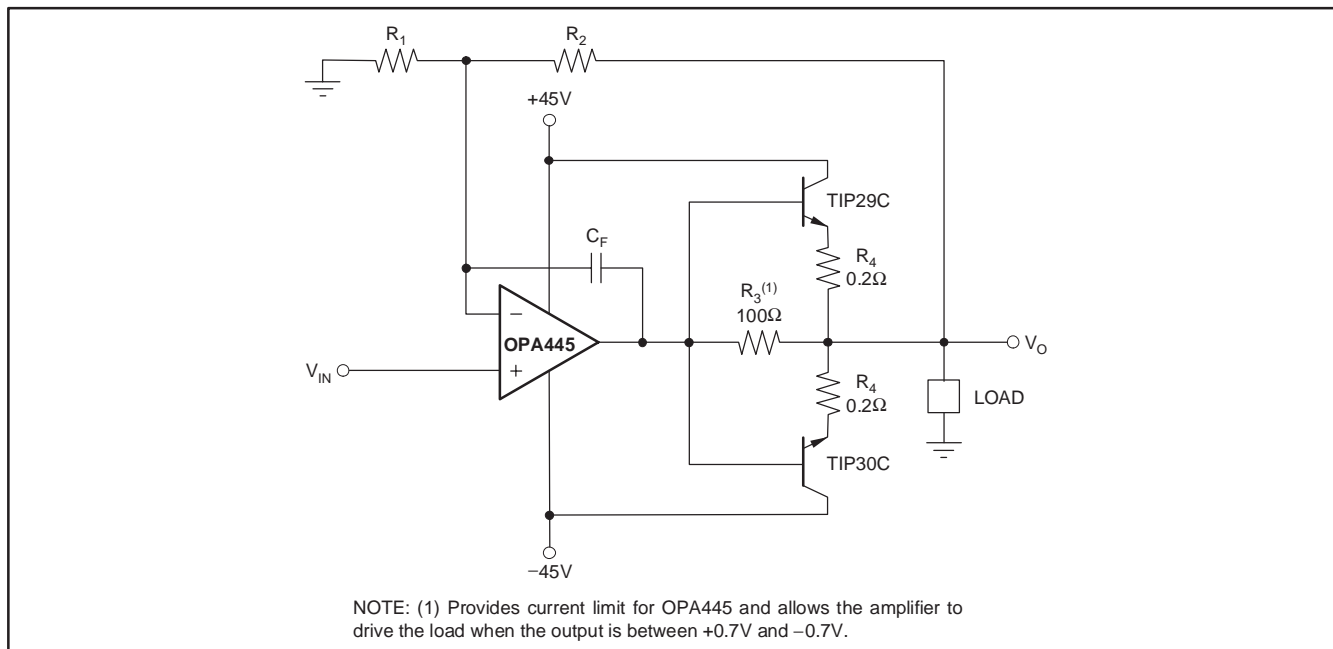 R1
R2
+45V
TIP29C
CF
R4
0.2Ω
R3(1)
100Ω
−
OPA445
+
VIN
VO
R4
0.2Ω
LOAD
TIP30C
−45V
NOTE: (1) Provides current limit for OPA445 and allows the amplifier to
drive the load when the output is between +0.7V and −0.7V.